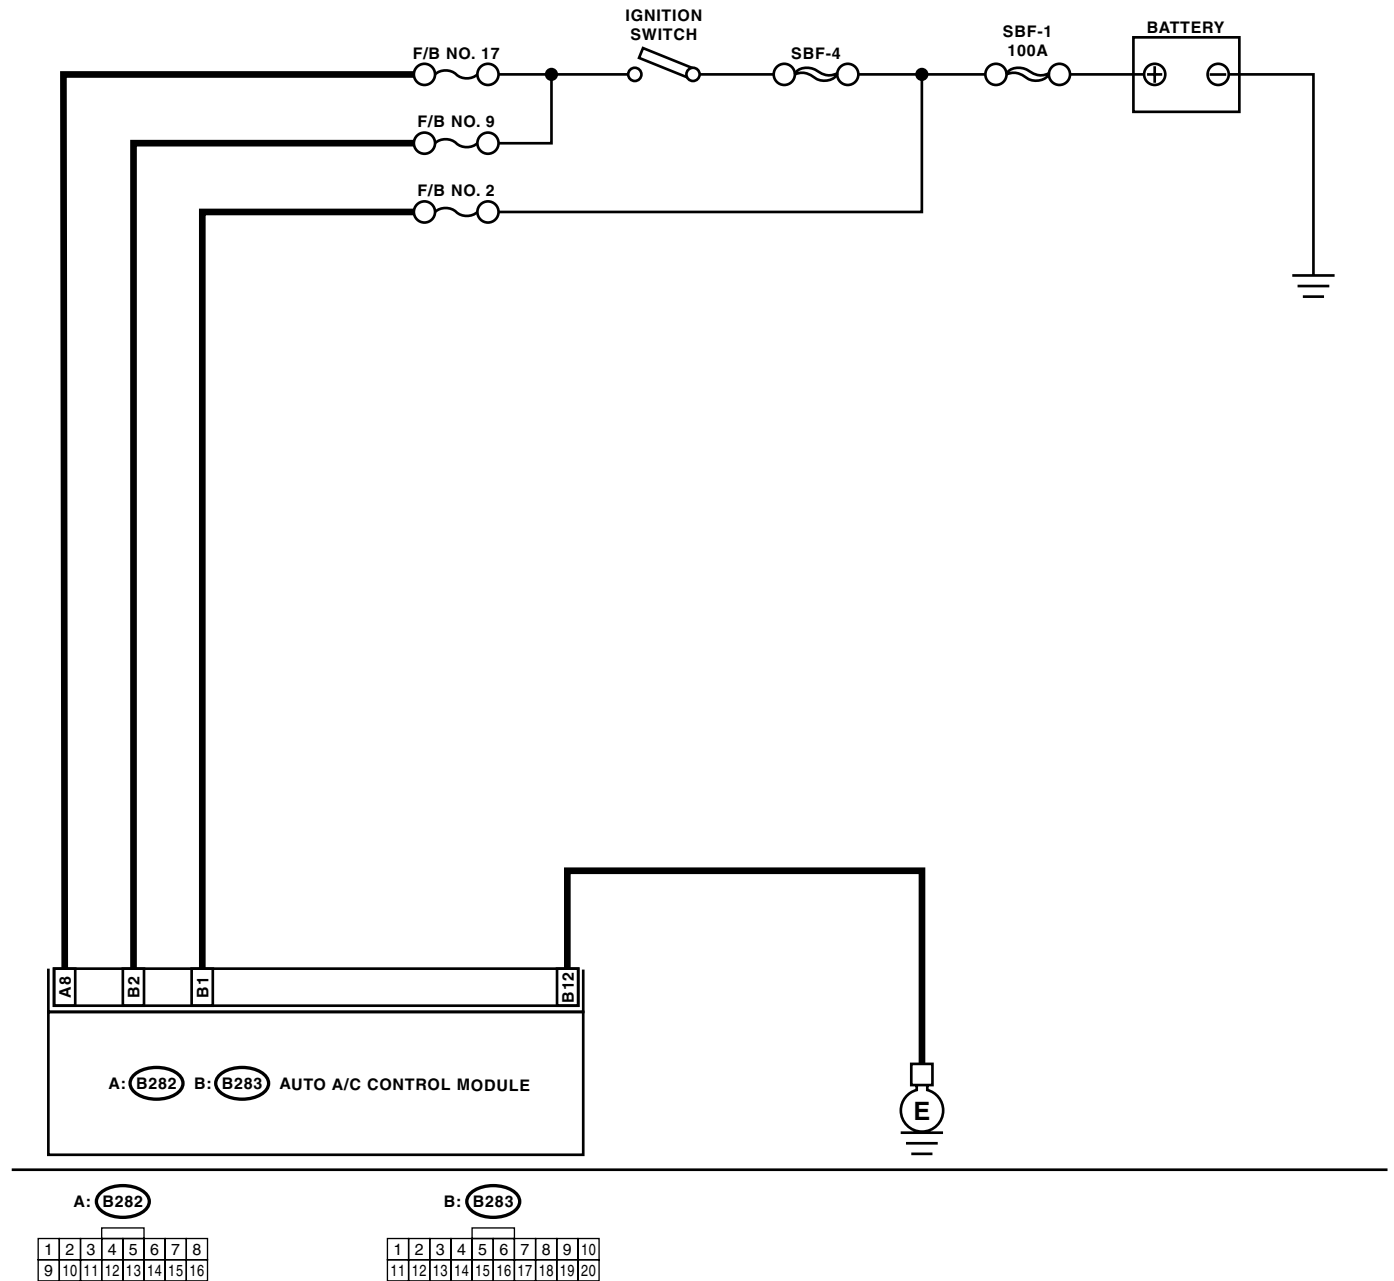 IGNITION
SWITCH
SBF-1
100A
BATTERY
F/B NO. 17
SBF-4
+
−
F/B NO. 9
F/B NO. 2
A8
B2
B1
B12
A: B282 B: B283 AUTO A/C CONTROL MODULE
E
A: B282
B: B283
1 2 3 4 5 6 7 8
9 10 11 12 13 14 15 16
1 2 3 4 5 6 7 8 9 10
11 12 13 14 15 16 17 18 19 20